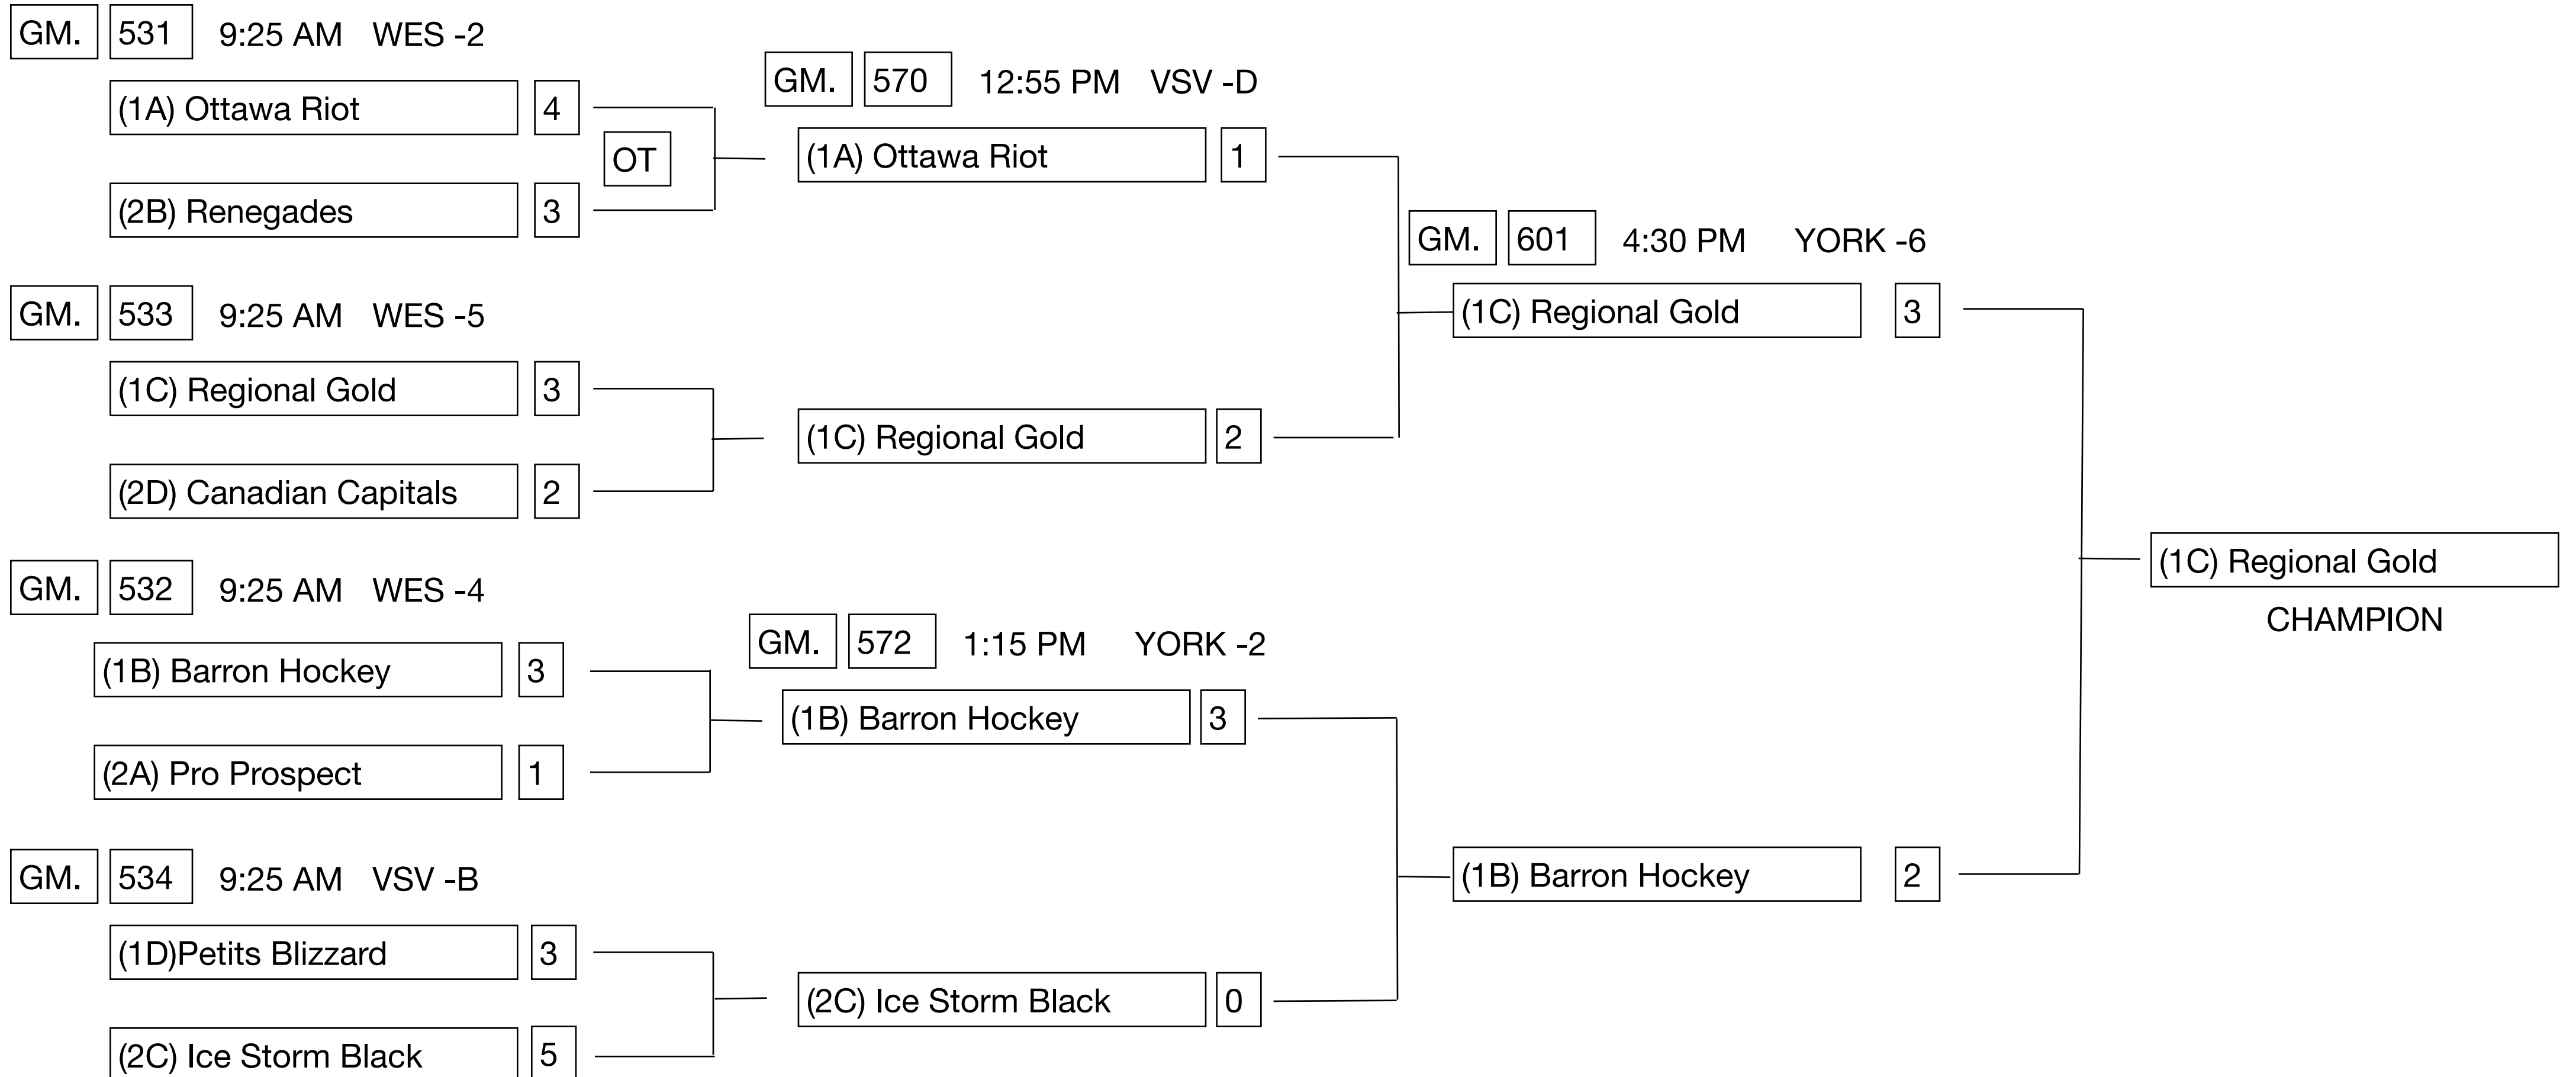 GM. 531 9:25 AM WES -2
(1A) Ottawa Riot 4
OT
(2B) Renegades 3
GM. 533 9:25 AM WES -5
(1C) Regional Gold 3
(2D) Canadian Capitals 2
GM. 532 9:25 AM WES -4
(1B) Barron Hockey 3
(2A) Pro Prospect 1
GM. 534 9:25 AM VSV -B
(1D)Petits Blizzard 3
(2C) Ice Storm Black 5
GM. 570 12:55 PM VSV -D
(1A) Ottawa Riot 1
(1C) Regional Gold 2
GM. 572 1:15 PM YORK -2
(1B) Barron Hockey 3
(2C) Ice Storm Black 0
GM. 601 4:30 PM YORK -6
(1C) Regional Gold 3
(1B) Barron Hockey 2
(1C) Regional Gold
CHAMPION